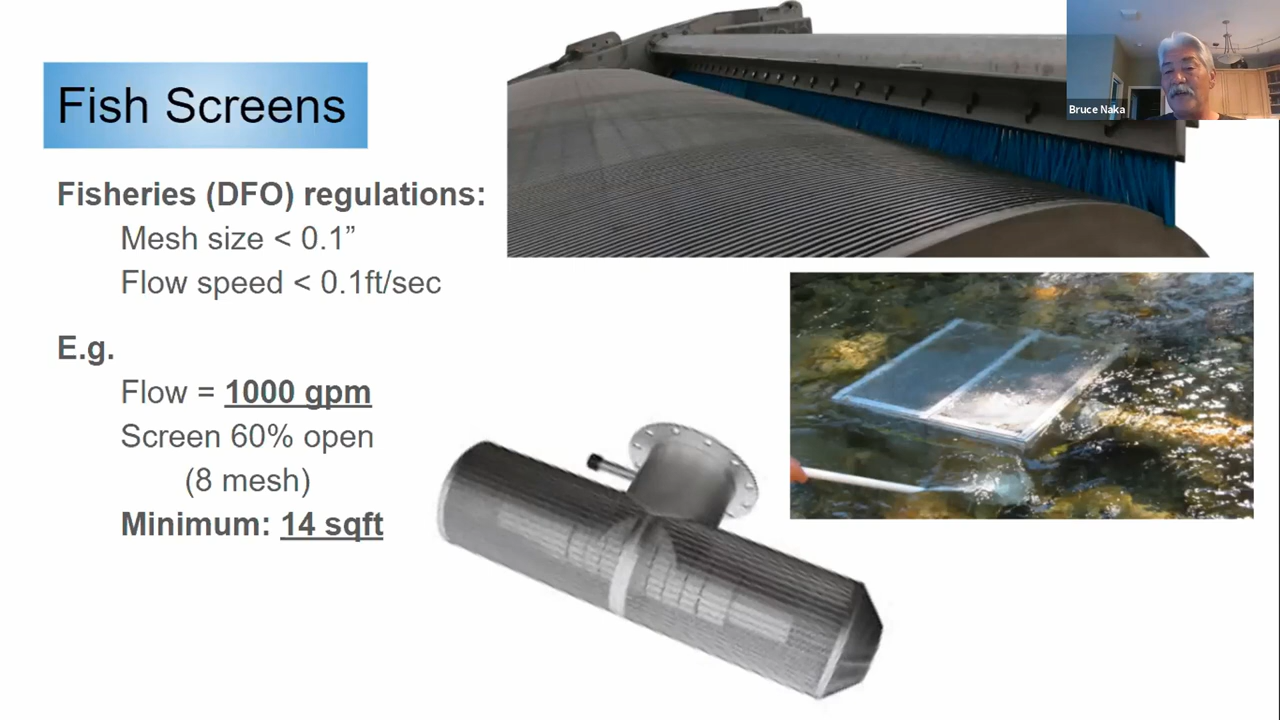 Fish Screens
Fisheries (DFO) regulations:
Mesh size < 0.1”
Flow speed < 0.1ft/sec
E.g.
Flow = 1000 gpm
Screen 60% open
(8 mesh)
Minimum: 14 sqft
Bruce Naka